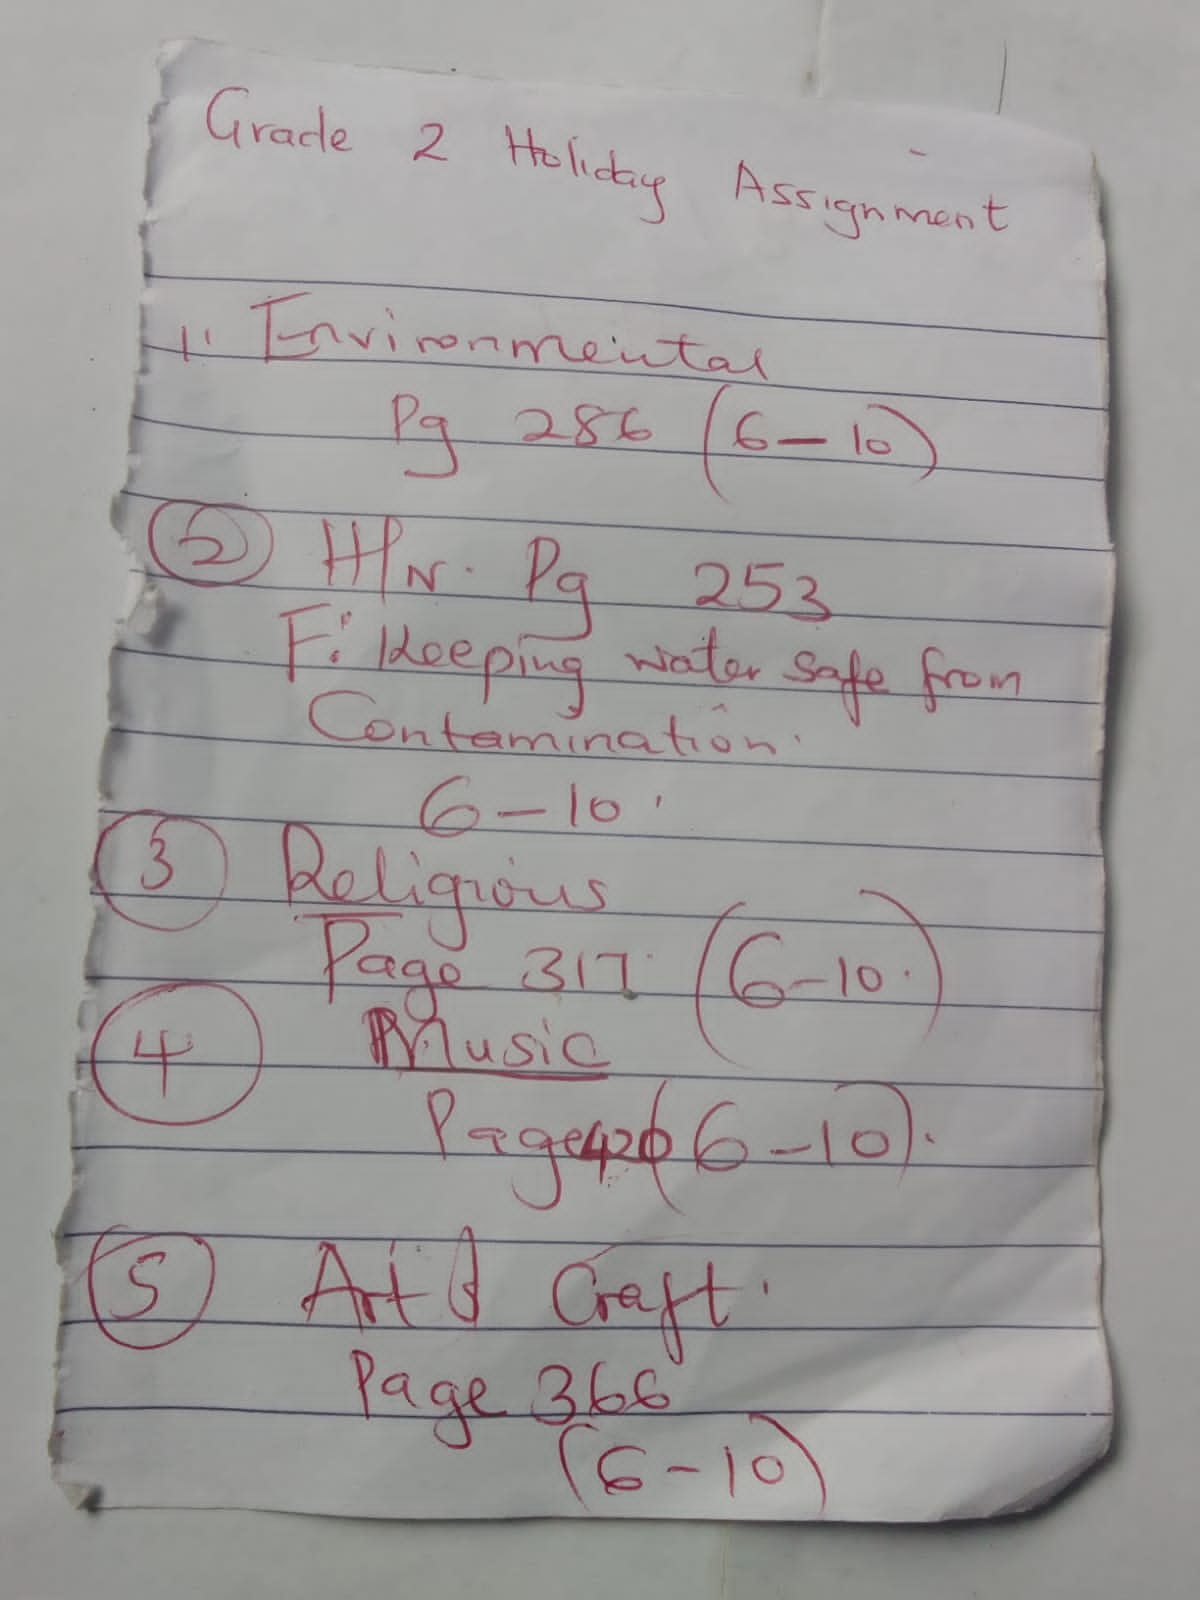 Grade 2 Holiday Assignment
1. Environmental
Pg 286 (6-10)
2 H/N. Pg 253
F: Keeping water safe from
Contamination.
6-10.
3 Religious
Page 317. (6-10.)
4 Music
Page 420 (6-10).
5 Art & Craft.
Page 366
(6-10)